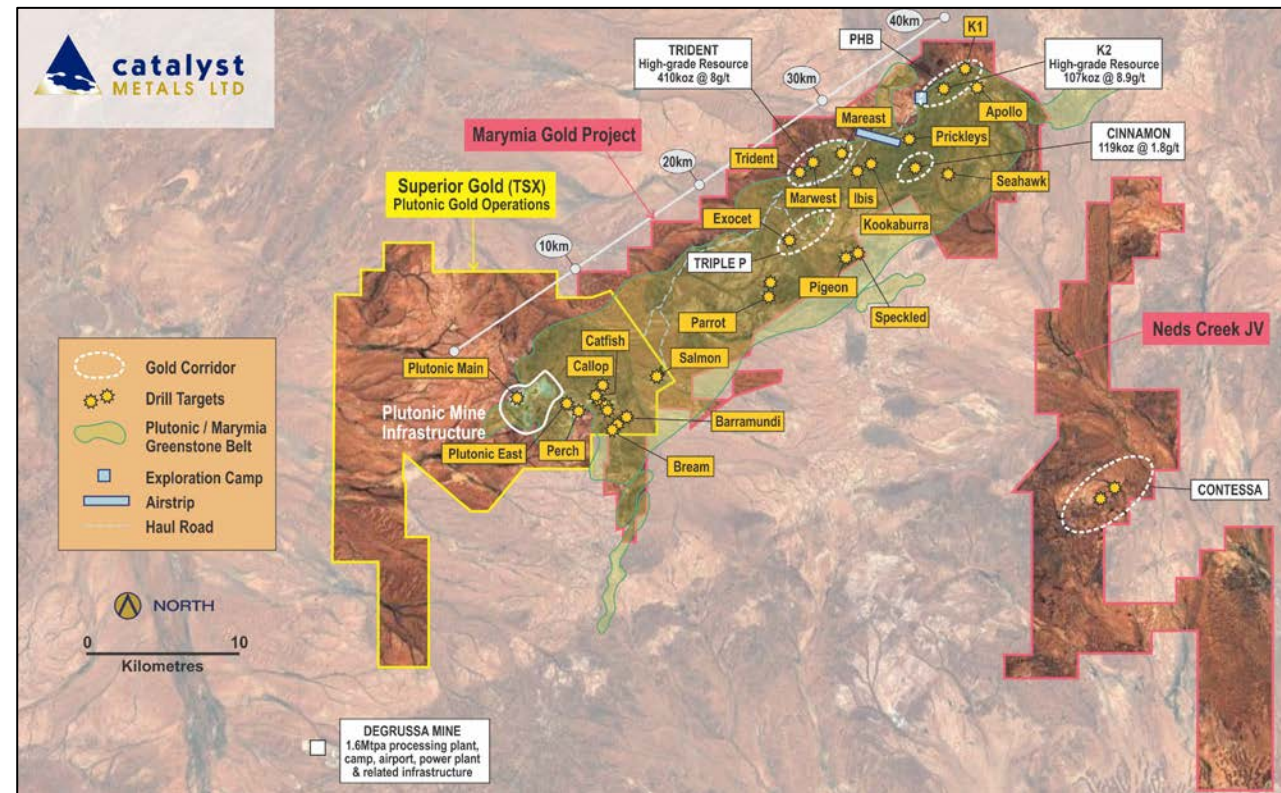 catalyst
METALS LTD
40km
PHB
K1
TRIDENT
High-grade Resource
410koz @ 8g/t
K2
High-grade Resource
107koz @ 8.9g/t
30km
Mareast
Apollo
Marymia Gold Project
Prickleys
CINNAMON
119koz @ 1.8g/t
Trident
20km
Seahawk
Superior Gold (TSX)
Plutonic Gold Operations
Marwest
Ibis
Exocet
Kookaburra
10km
TRIPLE P
Pigeon
Parrot
Speckled
Neds Creek JV
Catfish
Plutonic Main
Callop
Salmon
Gold Corridor
Drill Targets
Plutonic / Marymia
Greenstone Belt
Exploration Camp
Airstrip
Haul Road
Plutonic Mine
Infrastructure
Barramundi
Plutonic East
Perch
Bream
CONTESSA
NORTH
0
10
Kilometres
DEGRUSSA MINE
1.6Mtpa processing plant,
camp, airport, power plant
& related infrastructure